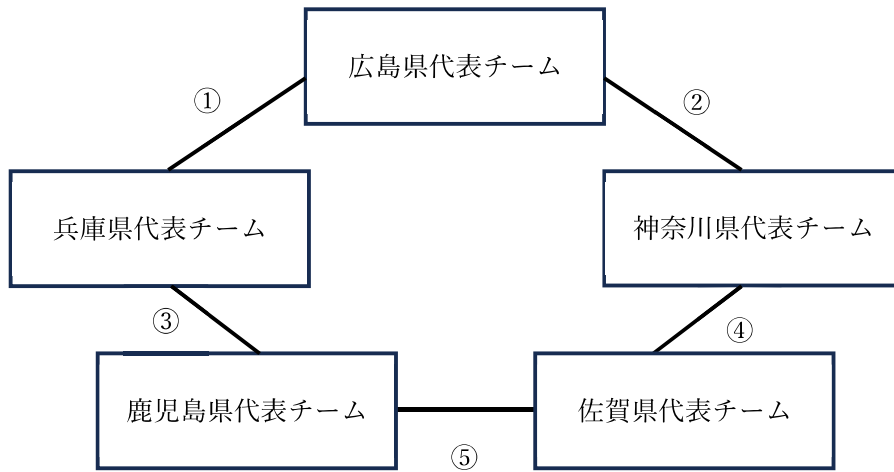 広島県代表チーム
①
②
兵庫県代表チーム
神奈川県代表チーム
③
④
鹿児島県代表チーム
佐賀県代表チーム
⑤